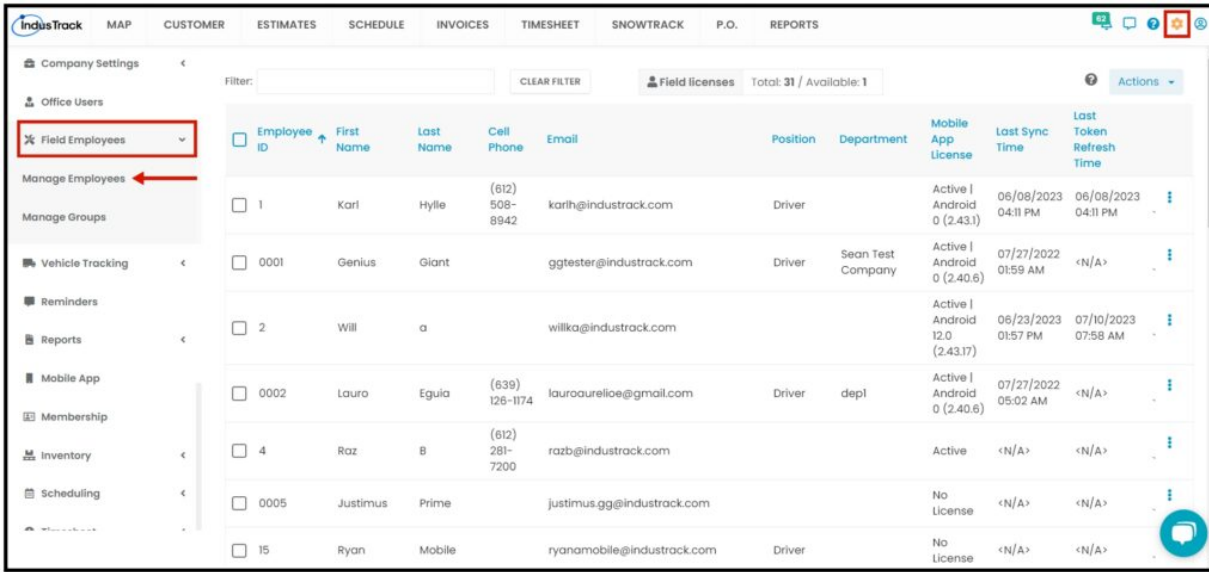 IndusTrack MAP CUSTOMER ESTIMATES SCHEDULE INVOICES TIMESHEET SNOWTRACK P.O. REPORTS 62
Company Settings
Office Users
Field Employees
Manage Employees
Manage Groups
Vehicle Tracking
Reminders
Reports
Mobile App
Membership
Inventory
Scheduling
Timesheet
Filter: CLEAR FILTER Field licenses Total: 31 / Available: 1 Actions
Employee ID First Name Last Name Cell Phone Email Position Department Mobile App License Last Sync Time Last Token Refresh Time
1 Karl Hylle (612) 508-8942 karlh@industrack.com Driver Active | Android 0 (2.43.1) 06/08/2023 04:11 PM 06/08/2023 04:11 PM
0001 Genius Giant ggtester@industrack.com Driver Sean Test Company Active | Android 0 (2.40.6) 07/27/2022 01:59 AM <N/A>
2 Will a willka@industrack.com Active | Android 12.0 (2.43.17) 06/23/2023 01:57 PM 07/10/2023 07:58 AM
0002 Lauro Eguia (639) 126-1174 lauroaurelioe@gmail.com Driver dep1 Active | Android 0 (2.40.6) 07/27/2022 05:02 AM <N/A>
4 Raz B (612) 281-7200 razb@industrack.com Active <N/A> <N/A>
0005 Justimus Prime justimus.gg@industrack.com No License <N/A> <N/A>
15 Ryan Mobile ryanamobile@industrack.com Driver No License <N/A> <N/A>